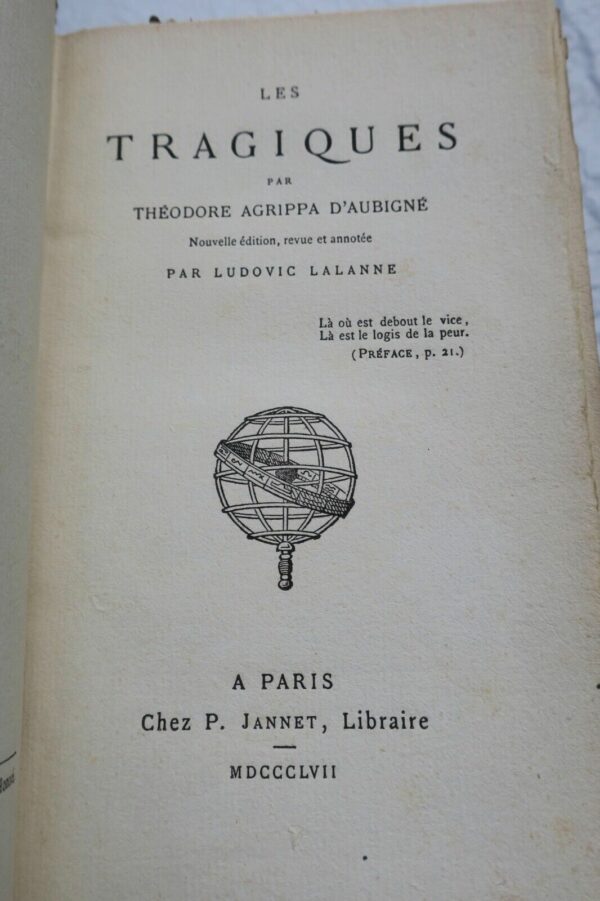 LES
TRAGIQUES
PAR
THÉODORE AGRIPPA D'AUBIGNÉ
Nouvelle édition, revue et annotée
PAR LUDOVIC LALANNE
Là où est debout le vice,
Là est le logis de la peur.
(PRÉFACE, p. 21.)
A PARIS
Chez P. JANNET, Libraire
MDCCCLVII